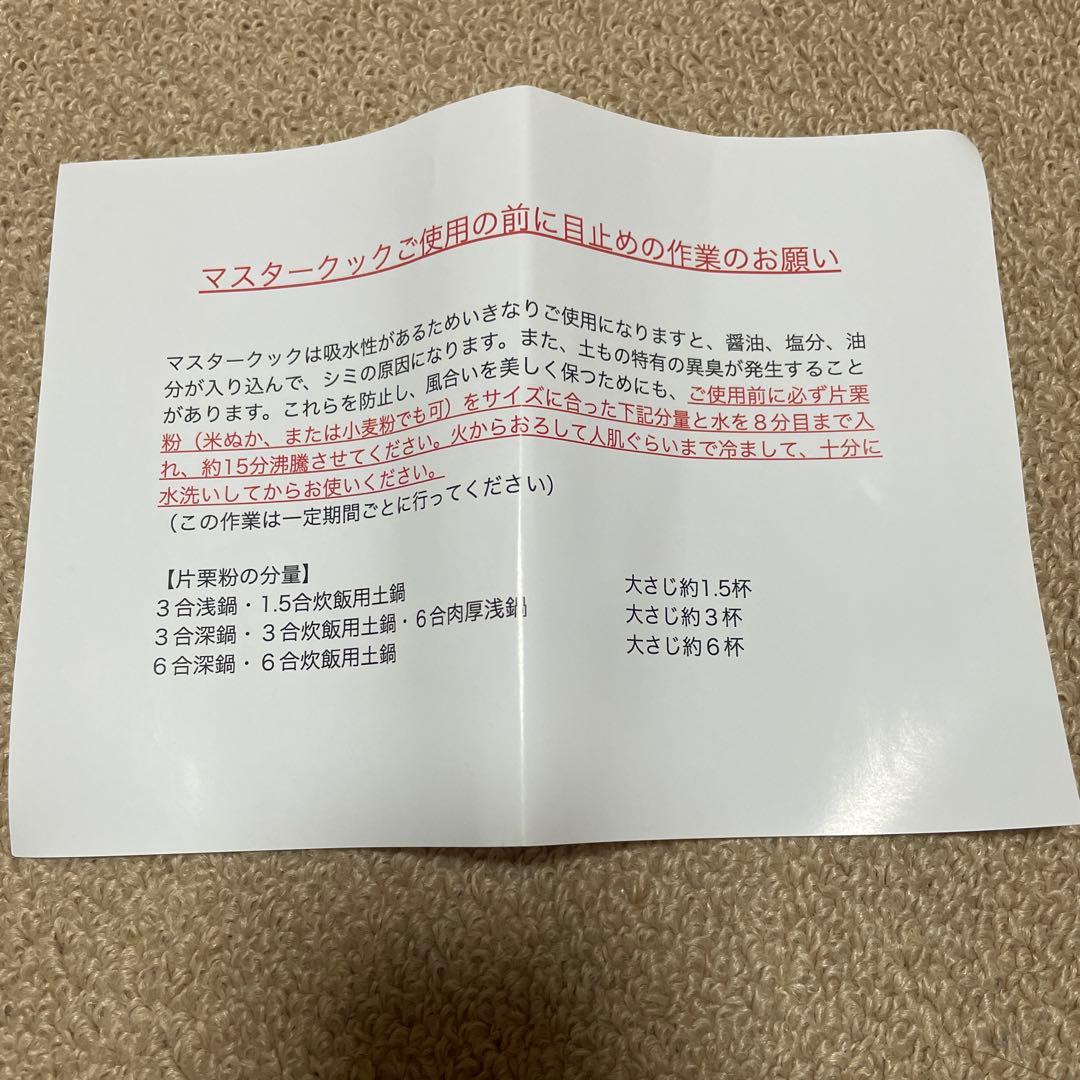 マスタークックご使用の前に目止めの作業のお願い
マスタークックは吸水性があるためいきなりご使用になりますと、醤油、塩分、油
分が入り込んで、シミの原因になります。また、土もの特有の異臭が発生すること
があります。これらを防止し、風合いを美しく保つためにも、ご使用前に必ず片栗
粉（米ぬか、または小麦粉でも可）をサイズに合った下記分量と水を８分目まで入
れ、約15分沸騰させてください。火からおろして人肌ぐらいまで冷まして、十分に
水洗いしてからお使いください。
（この作業は一定期間ごとに行ってください)
【片栗粉の分量】
３合浅鍋・1.5合炊飯用土鍋 大さじ約1.5杯
３合深鍋・３合炊飯用土鍋・6合肉厚浅鍋 大さじ約３杯
６合深鍋・６合炊飯用土鍋 大さじ約６杯